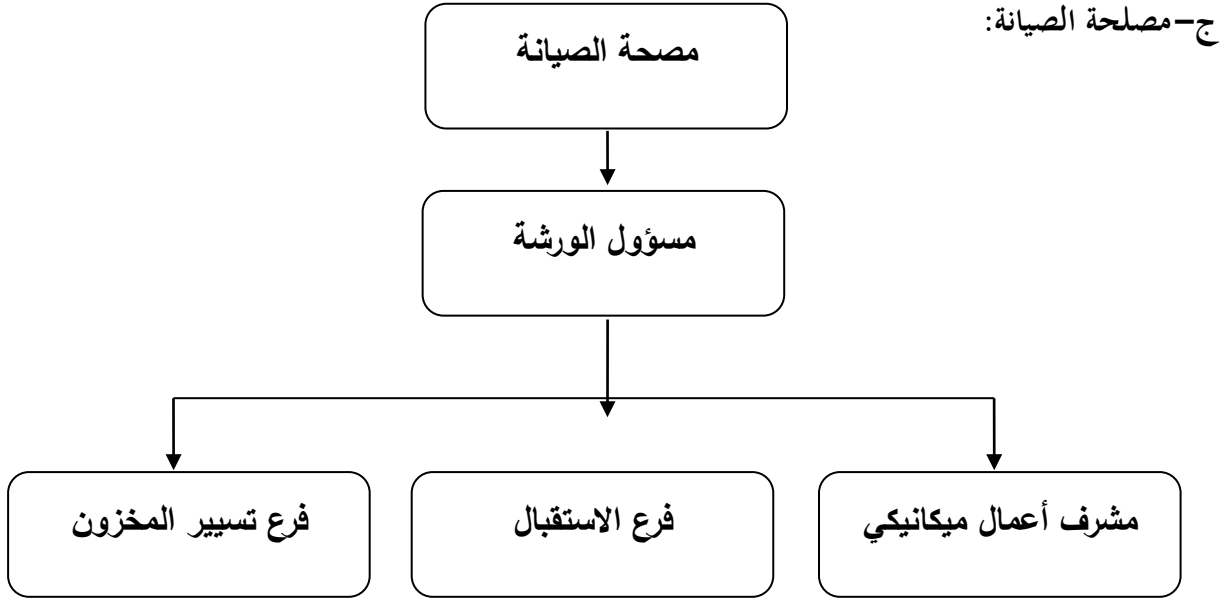 ج–مصلحة الصيانة:
مصحة الصيانة
مسؤول الورشة
مشرف أعمال ميكانيكي
فرع الاستقبال
فرع تسيير المخزون